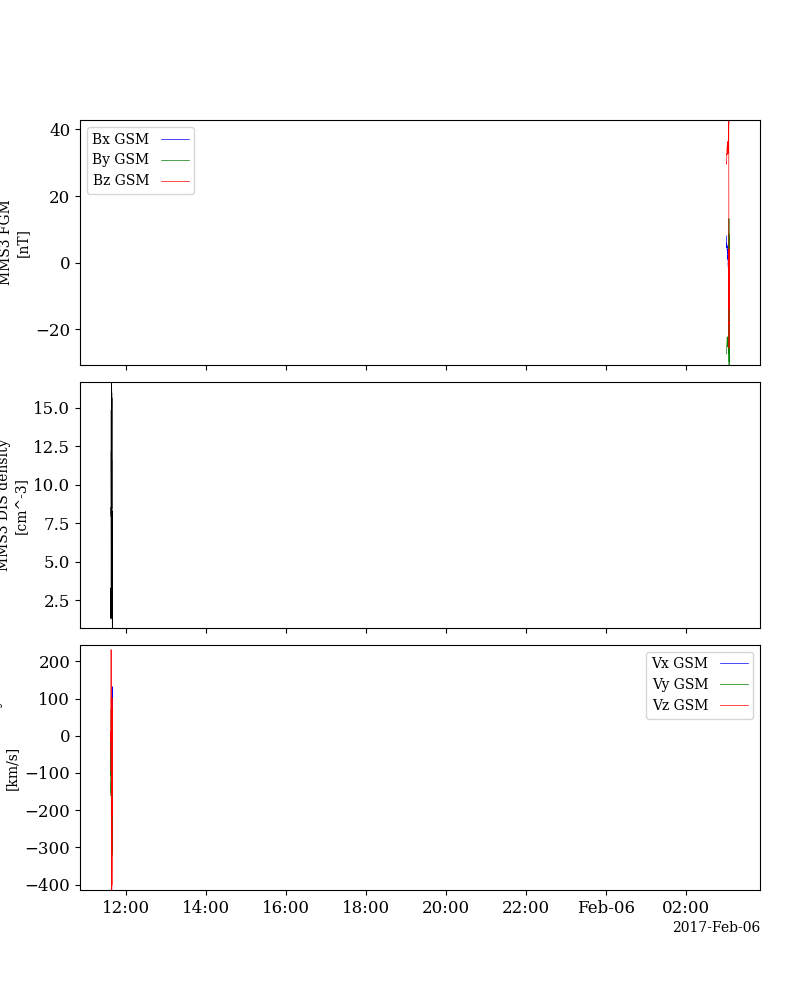 40
20
0
−20
MMS3 FGM
[nT]
Bx GSM
By GSM
Bz GSM
15.0
12.5
10.0
7.5
5.0
2.5
MMS3 DIS density
[cm^-3]
200
100
0
−100
−200
−300
−400
[km/s]
Vx GSM
Vy GSM
Vz GSM
12:00 14:00 16:00 18:00 20:00 22:00 Feb-06 02:00
2017-Feb-06